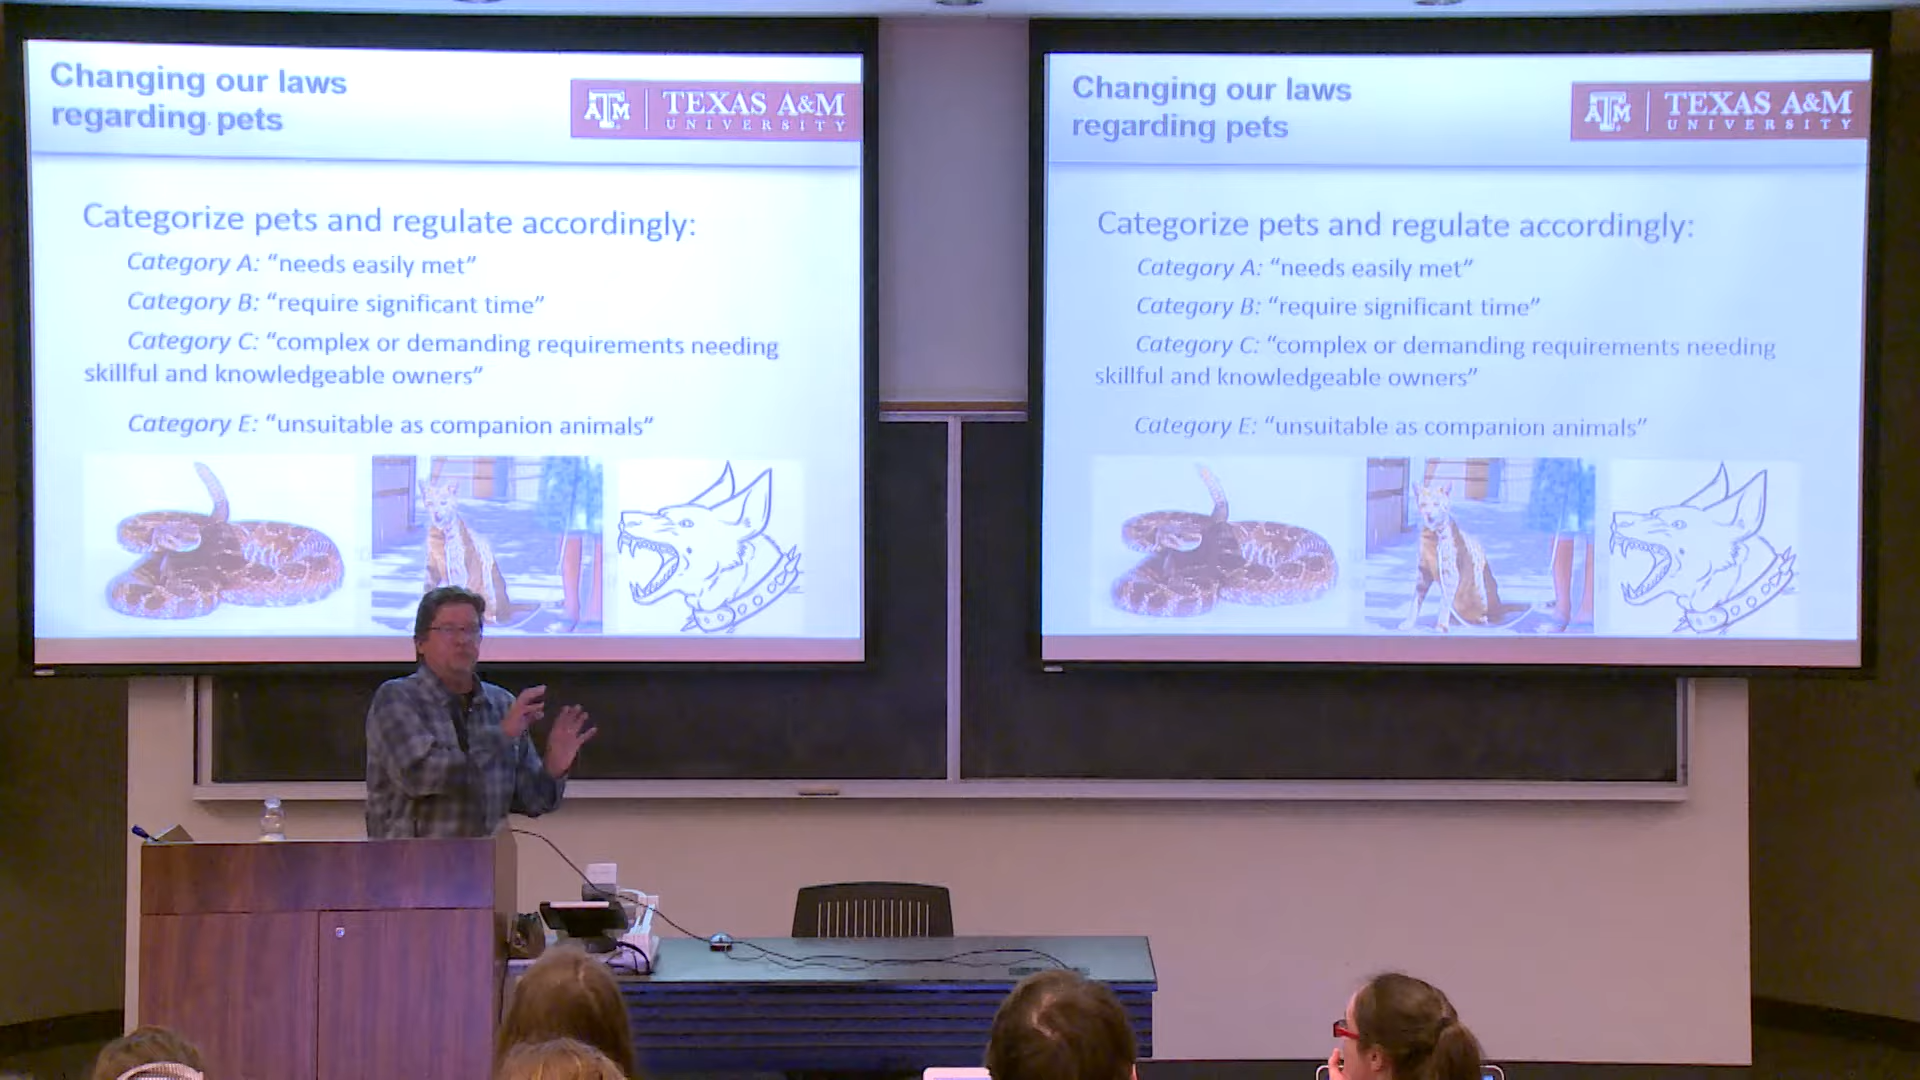 Changing our laws
regarding pets
ATM | TEXAS A&M
UNIVERSITY
Categorize pets and regulate accordingly:
Category A: “needs easily met”
Category B: “require significant time”
Category C: “complex or demanding requirements needing
skillful and knowledgeable owners”
Category E: “unsuitable as companion animals”
Changing our laws
regarding pets
ATM | TEXAS A&M
UNIVERSITY
Categorize pets and regulate accordingly:
Category A: “needs easily met”
Category B: “require significant time”
Category C: “complex or demanding requirements needing
skillful and knowledgeable owners”
Category E: “unsuitable as companion animals”